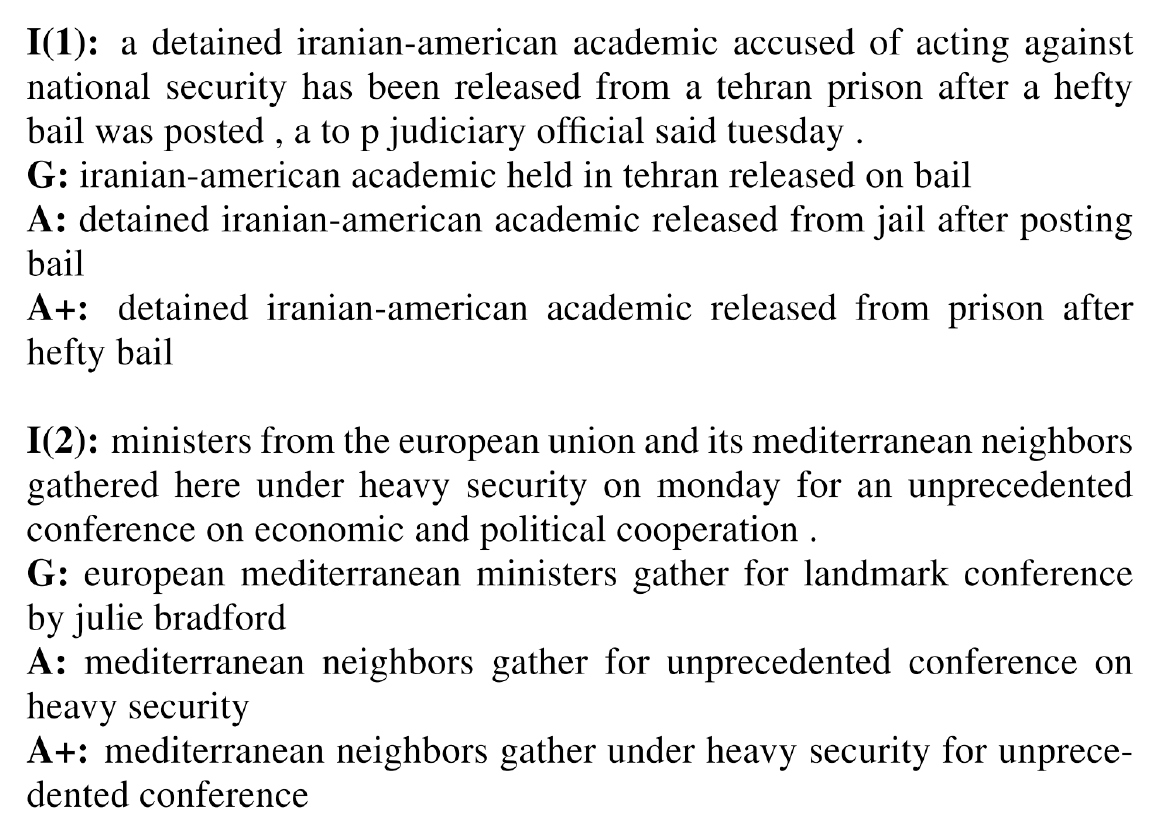 I(1): a detained iranian-american academic accused of acting against
national security has been released from a tehran prison after a hefty
bail was posted , a to p judiciary official said tuesday .
G: iranian-american academic held in tehran released on bail
A: detained iranian-american academic released from jail after posting
bail
A+: detained iranian-american academic released from prison after
hefty bail
I(2): ministers from the european union and its mediterranean neighbors
gathered here under heavy security on monday for an unprecedented
conference on economic and political cooperation .
G: european mediterranean ministers gather for landmark conference
by julie bradford
A: mediterranean neighbors gather for unprecedented conference on
heavy security
A+: mediterranean neighbors gather under heavy security for unprece-
dented conference